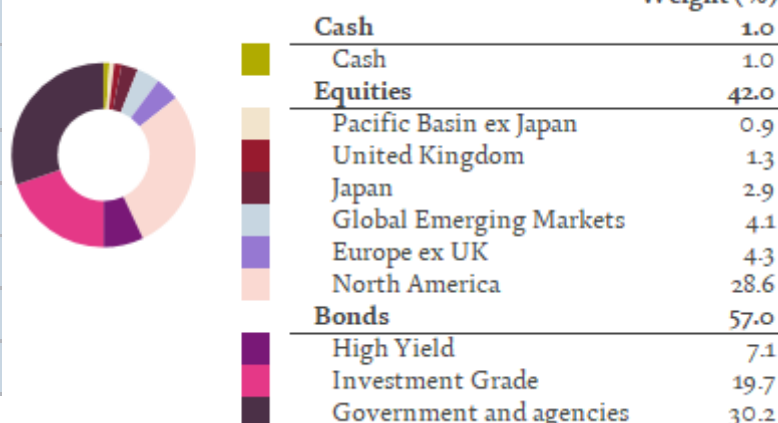 Weight (%)
Cash 1.0
Cash 1.0
Equities 42.0
Pacific Basin ex Japan 0.9
United Kingdom 1.3
Japan 2.9
Global Emerging Markets 4.1
Europe ex UK 4.3
North America 28.6
Bonds 57.0
High Yield 7.1
Investment Grade 19.7
Government and agencies 30.2